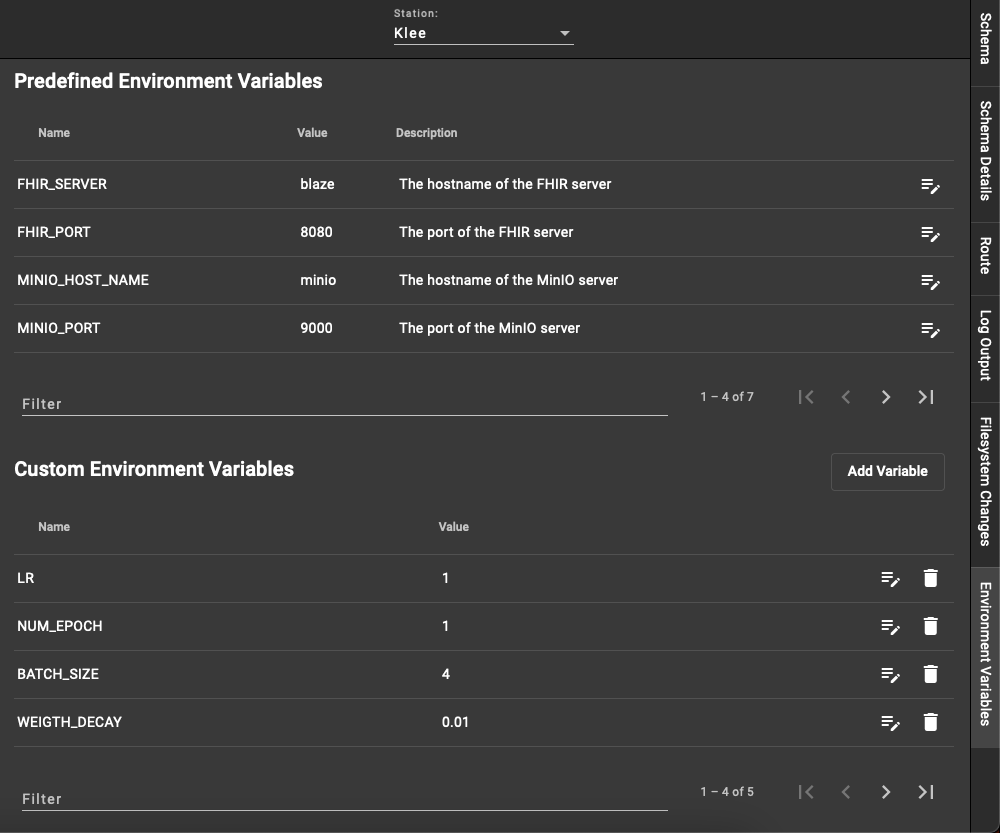 Station:
Klee
Predefined Environment Variables
Name Value Description
FHIR_SERVER blaze The hostname of the FHIR server
FHIR_PORT 8080 The port of the FHIR server
MINIO_HOST_NAME minio The hostname of the MinIO server
MINIO_PORT 9000 The port of the MinIO server
Filter 1 – 4 of 7
Custom Environment Variables Add Variable
Name Value
LR 1
NUM_EPOCH 1
BATCH_SIZE 4
WEIGTH_DECAY 0.01
Filter 1 – 4 of 5
Schema
Schema Details
Route
Log Output
Filesystem Changes
Environment Variables